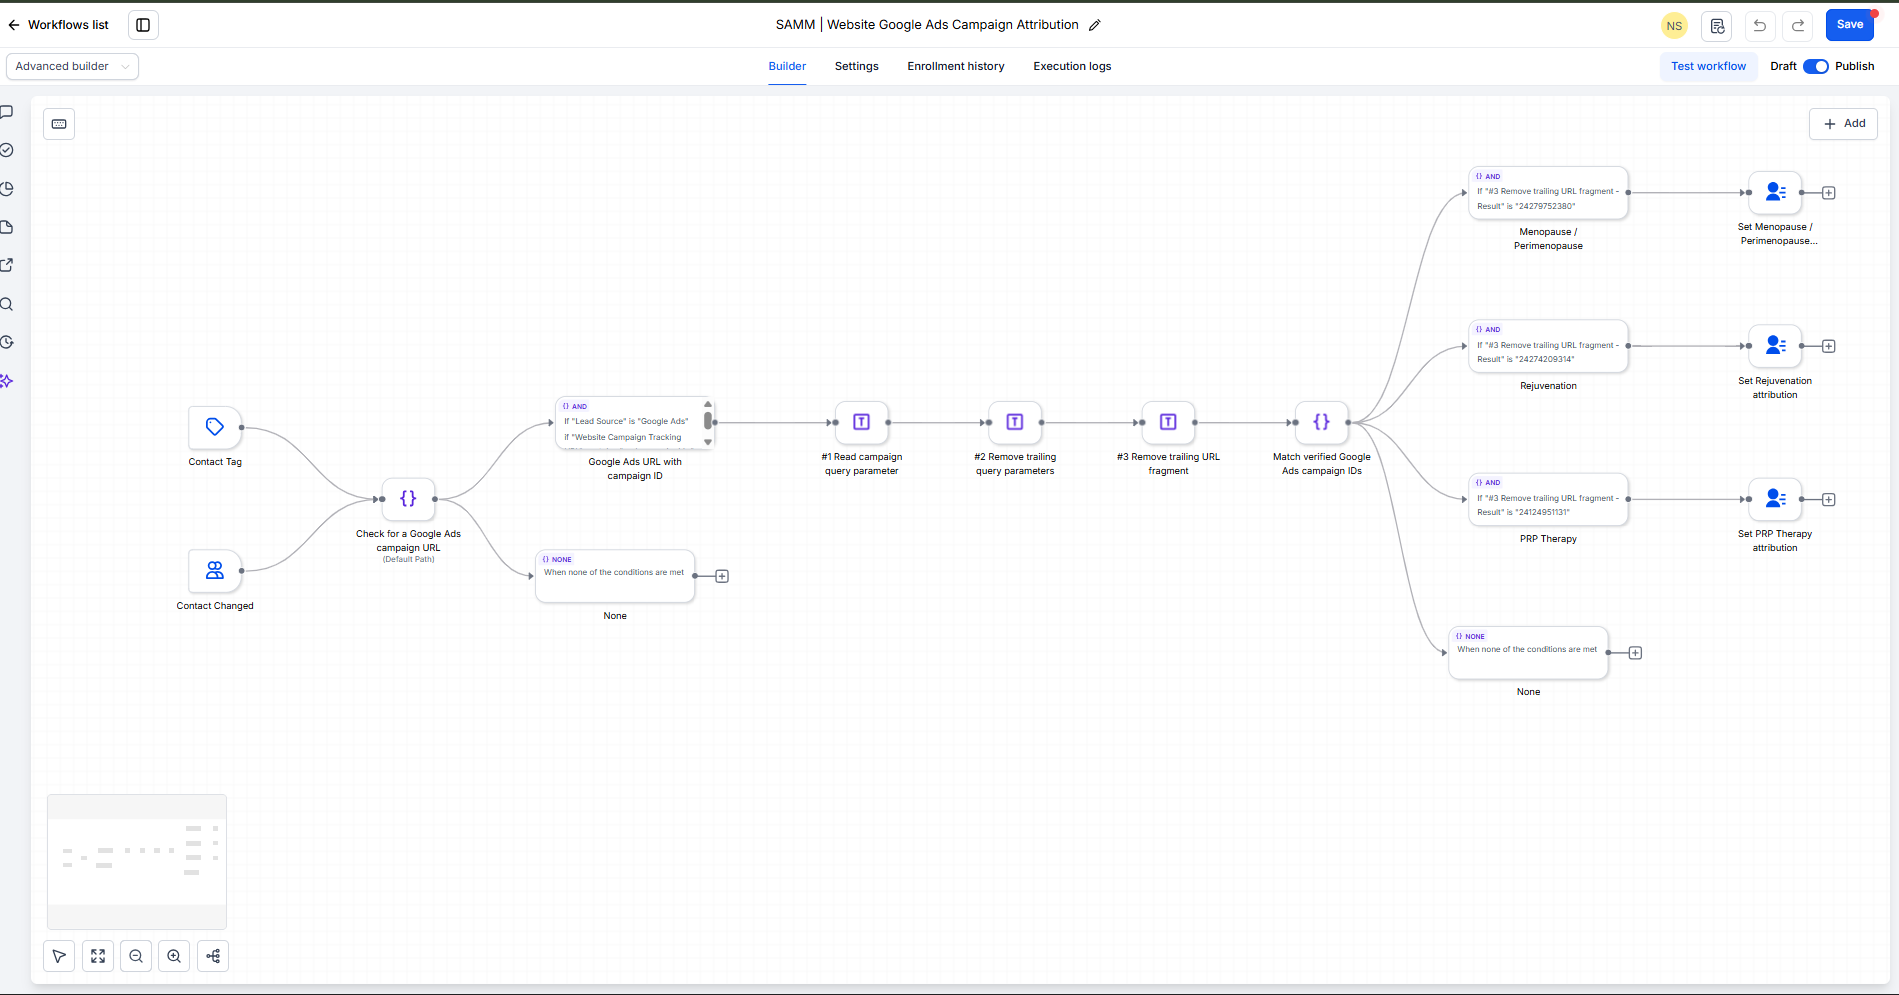 Workflows list
SAMM | Website Google Ads Campaign Attribution
NS
Save
Advanced builder
Builder
Settings
Enrollment history
Execution logs
Test workflow
Draft
Publish
Add
{} AND
If "#3 Remove trailing URL fragment -
Result" is "24279752380"
Menopause /
Perimenopause
Set Menopause /
Perimenopause...
{} AND
If "#3 Remove trailing URL fragment -
Result" is "24274209314"
Rejuvenation
Set Rejuvenation
attribution
Contact Tag
{} AND
If "Lead Source" is "Google Ads"
if "Website Campaign Tracking
Google Ads URL with
campaign ID
#1 Read campaign
query parameter
#2 Remove trailing
query parameters
#3 Remove trailing URL
fragment
{}
Match verified Google
Ads campaign IDs
{}
Check for a Google Ads
campaign URL
(Default Path)
{} AND
If "#3 Remove trailing URL fragment -
Result" is "24124951131"
PRP Therapy
Set PRP Therapy
attribution
Contact Changed
{} NONE
When none of the conditions are met
None
{} NONE
When none of the conditions are met
None